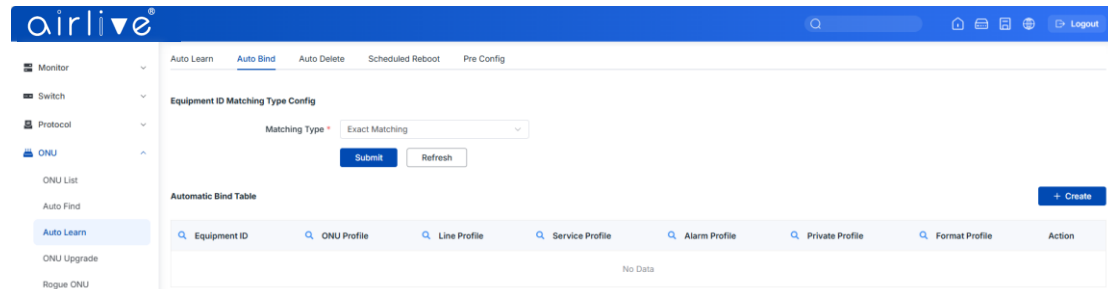 airlive®
Logout
Monitor
Switch
Protocol
ONU
ONU List
Auto Find
Auto Learn
ONU Upgrade
Rogue ONU
Auto Learn Auto Bind Auto Delete Scheduled Reboot Pre Config
Equipment ID Matching Type Config
Matching Type * Exact Matching
Submit Refresh
Automatic Bind Table
+ Create
Equipment ID ONU Profile Line Profile Service Profile Alarm Profile Private Profile Format Profile Action
No Data